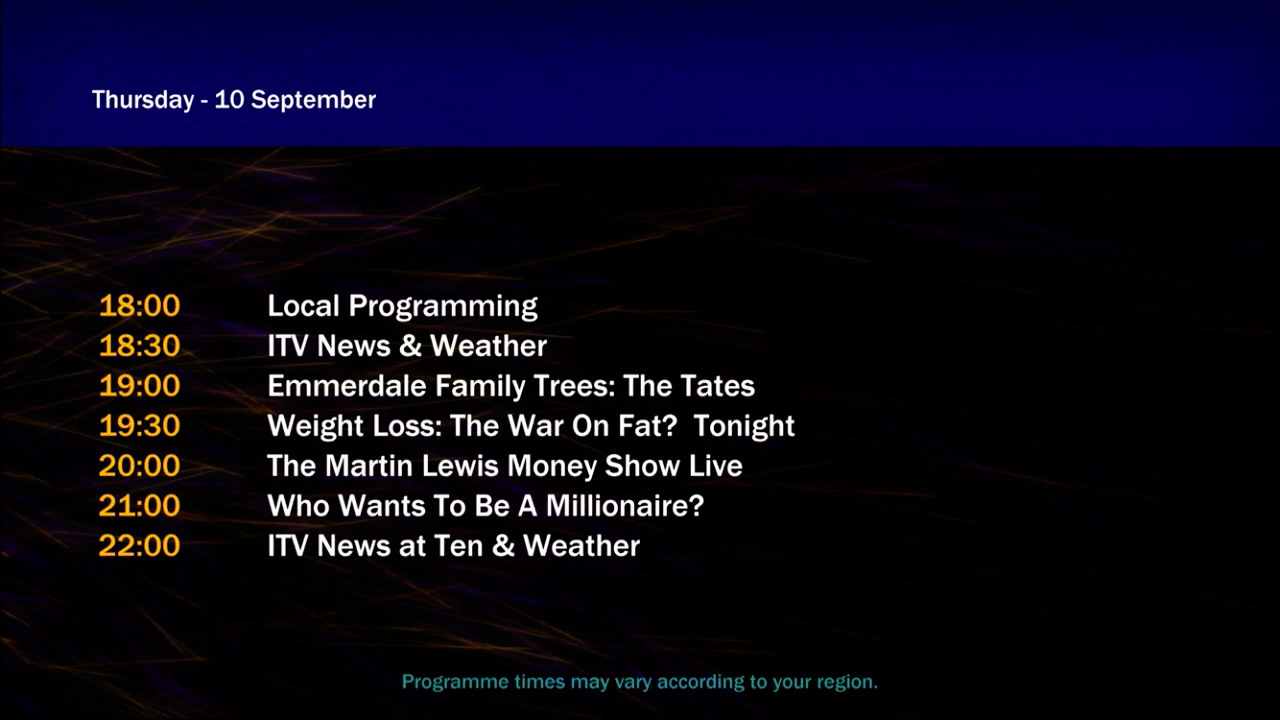 Thursday - 10 September
18:00 Local Programming
18:30 ITV News & Weather
19:00 Emmerdale Family Trees: The Tates
19:30 Weight Loss: The War On Fat?  Tonight
20:00 The Martin Lewis Money Show Live
21:00 Who Wants To Be A Millionaire?
22:00 ITV News at Ten & Weather
Programme times may vary according to your region.